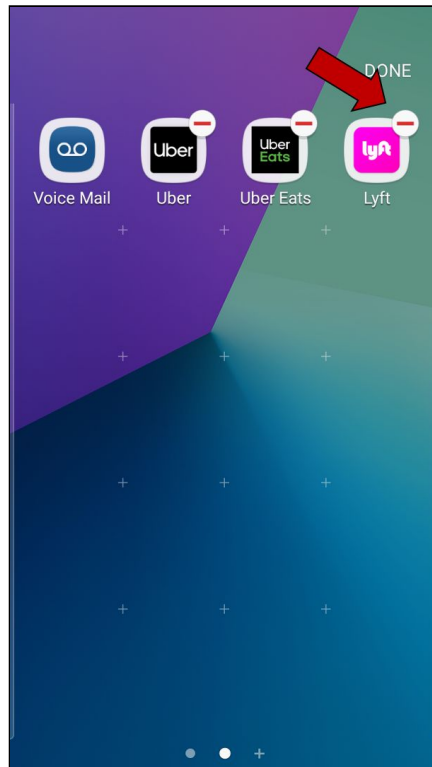 DONE
Uber
Uber
Eats
lyft
Voice Mail
Uber
Uber Eats
Lyft